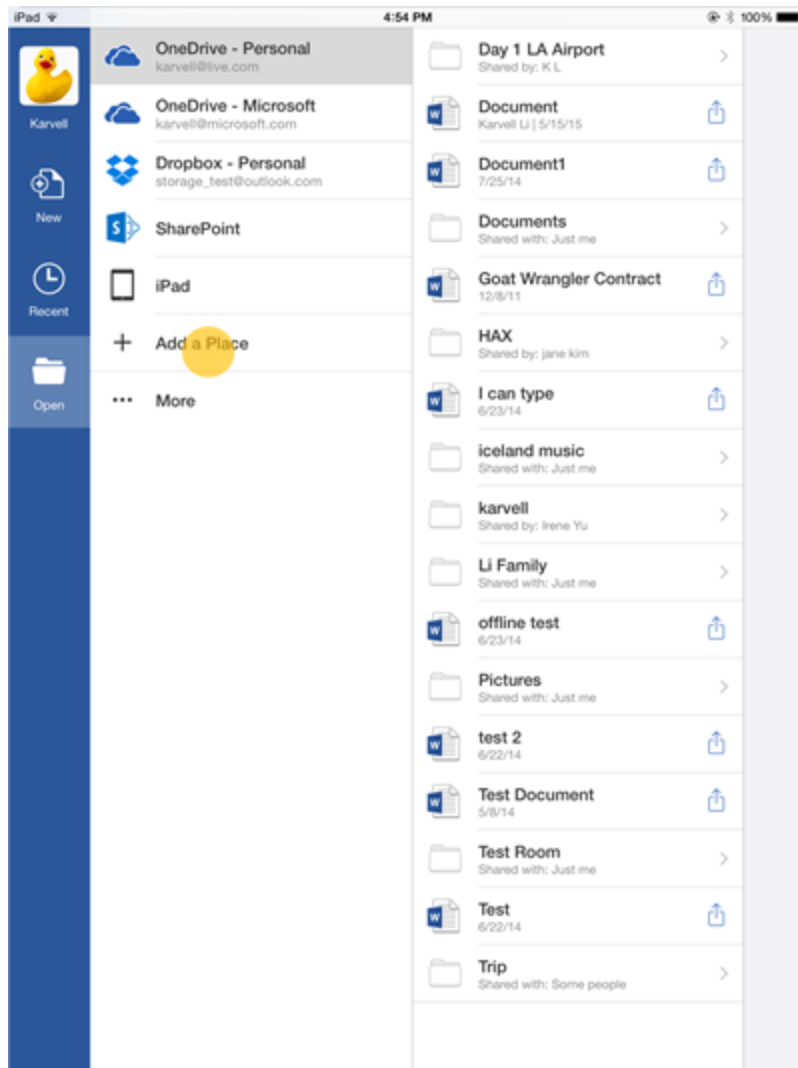 iPad
4:54 PM
100%
Karvell
New
Recent
Open
OneDrive - Personal
karvell@live.com
OneDrive - Microsoft
karvell@microsoft.com
Dropbox - Personal
storage_test@outlook.com
SharePoint
iPad
Add a Place
More
Day 1 LA Airport
Shared by: K L
Document
Karvell Li | 5/15/15
Document1
7/25/14
Documents
Shared with: Just me
Goat Wrangler Contract
12/8/11
HAX
Shared by: jane kim
I can type
6/23/14
iceland music
Shared with: Just me
karvell
Shared by: Irene Yu
Li Family
Shared with: Just me
offline test
6/23/14
Pictures
Shared with: Just me
test 2
6/22/14
Test Document
5/8/14
Test Room
Shared with: Just me
Test
6/22/14
Trip
Shared with: Some people